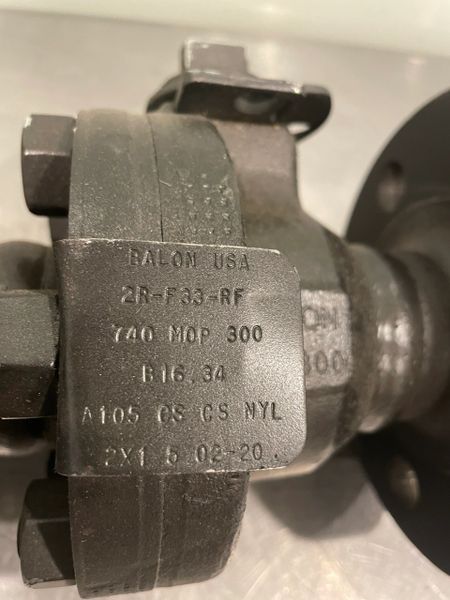 BALON USA
2R-F33-RF
740 MOP 300
B16.34
A105 CS CS NYL
2X1 5 02-20